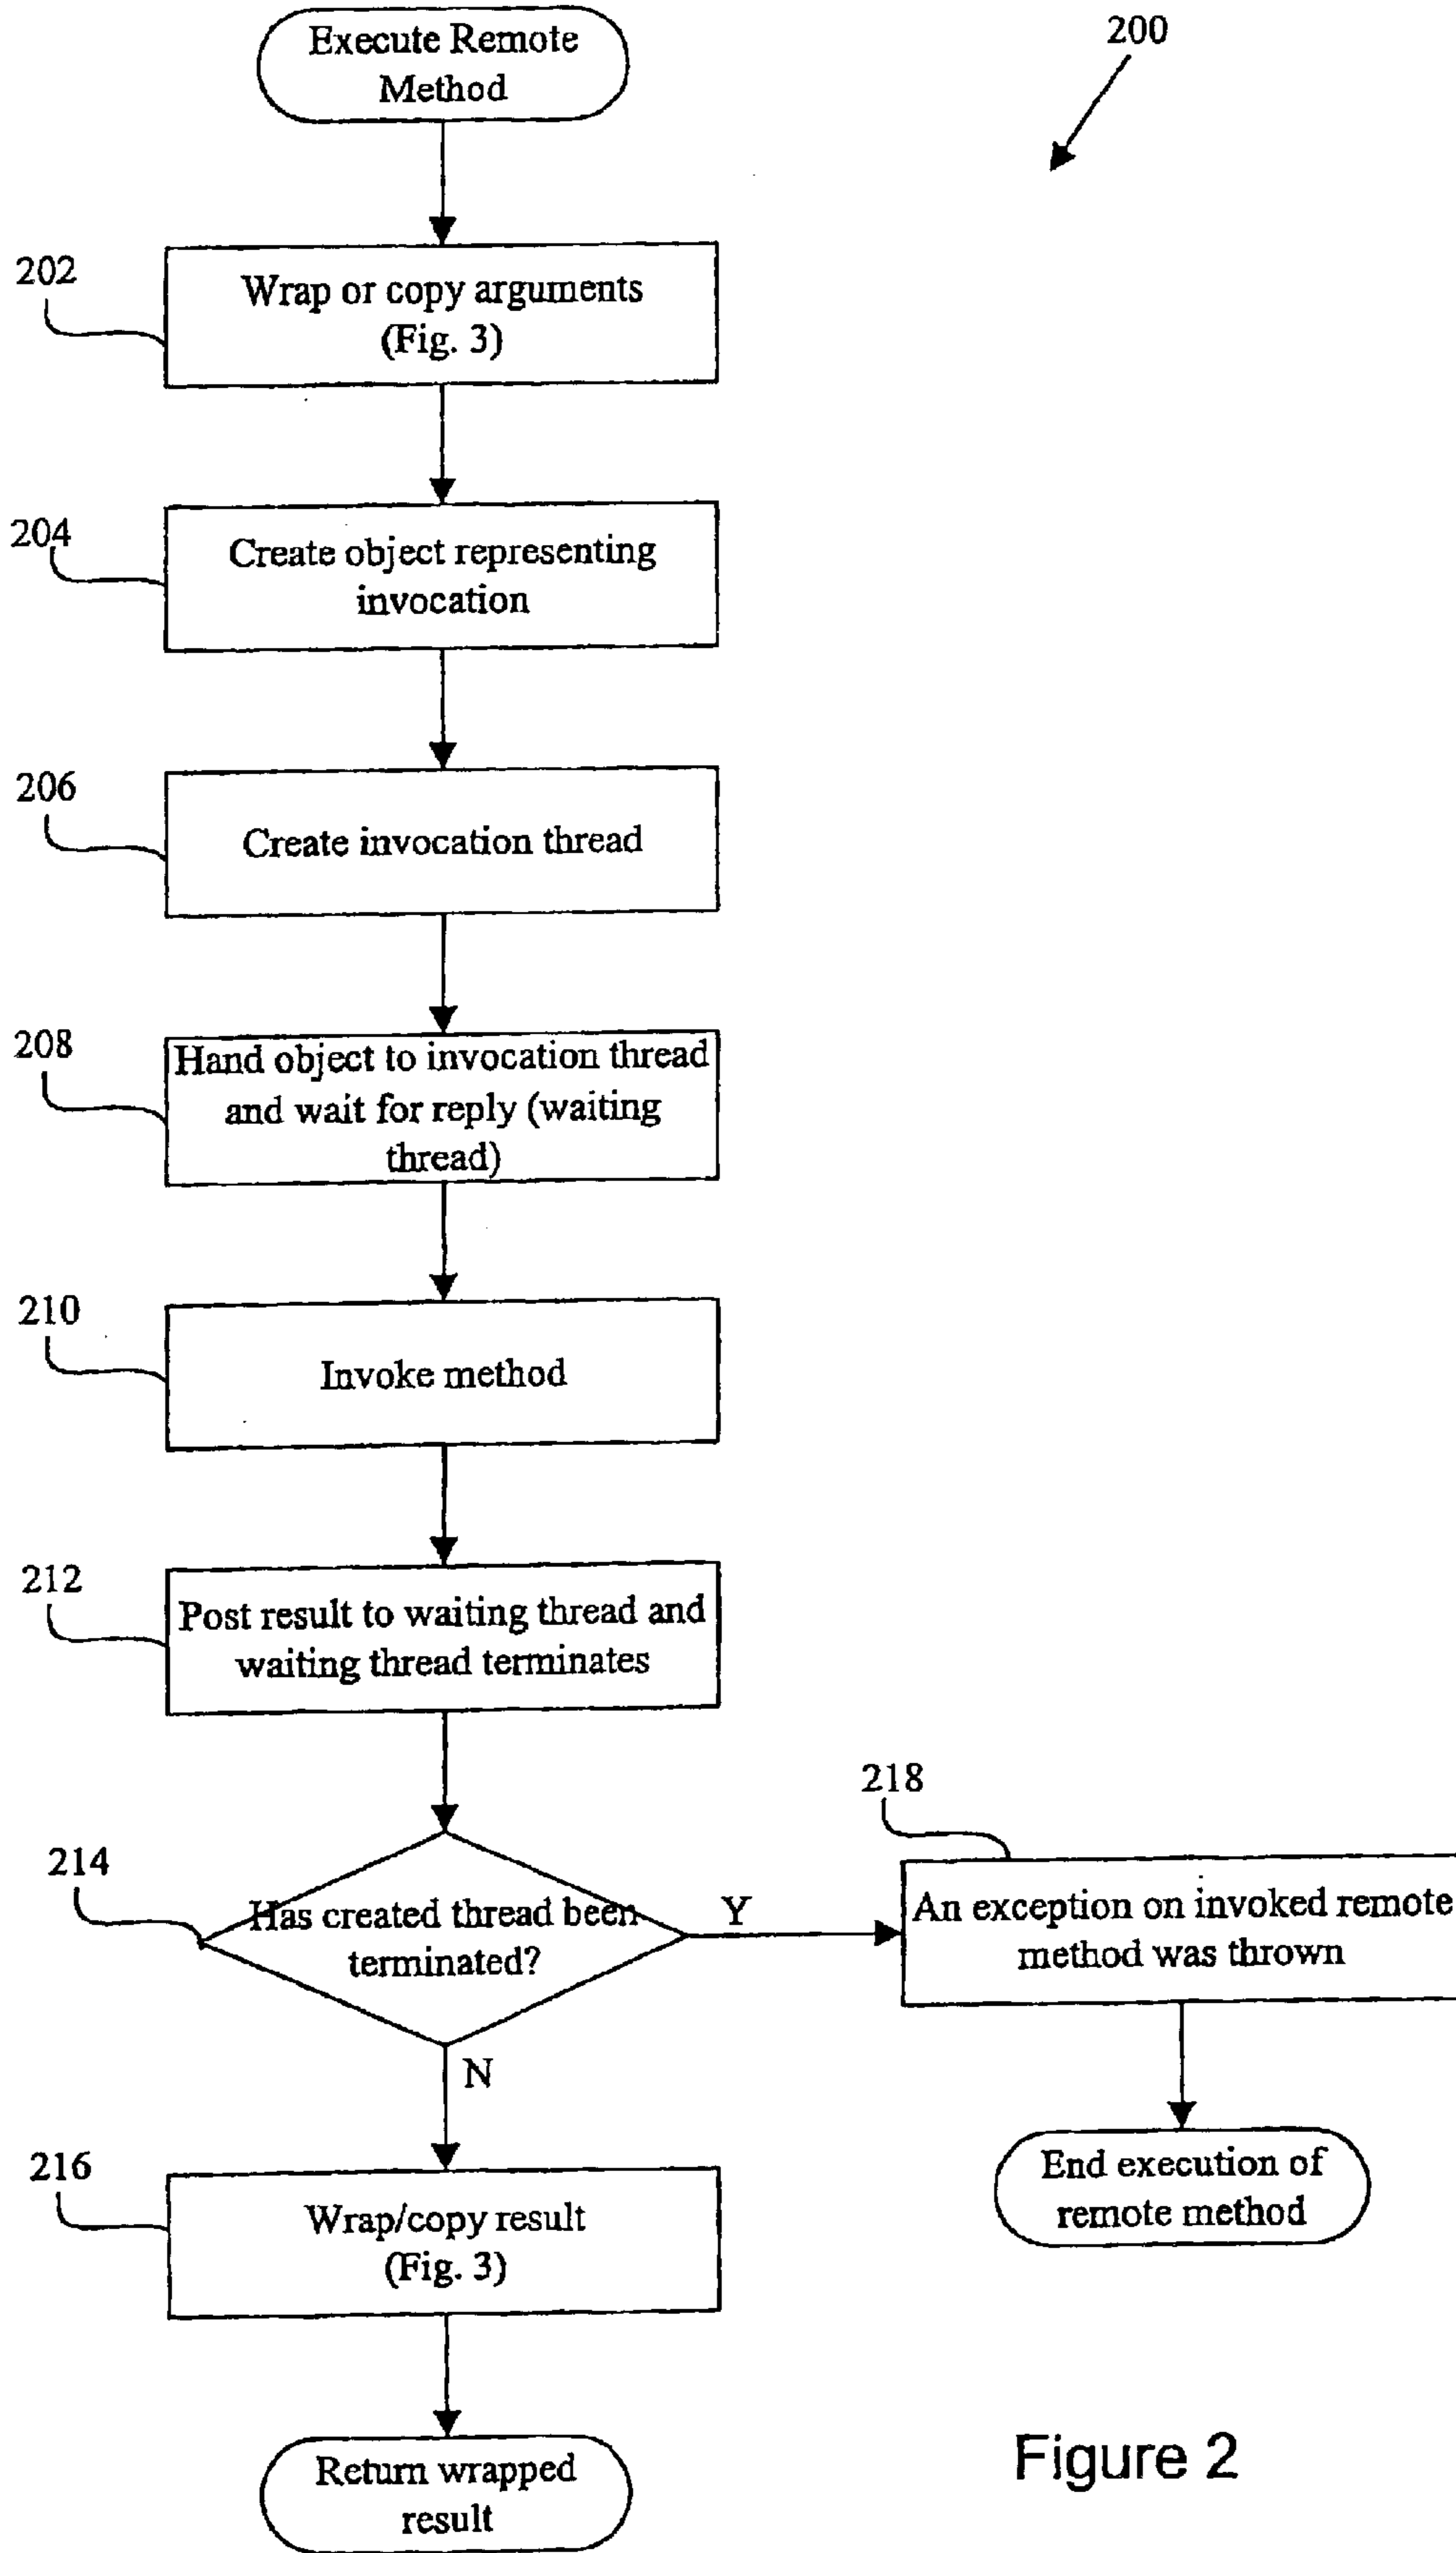 Execute Remote
Method
200
202
Wrap or copy arguments
(Fig. 3)
204
Create object representing
invocation
206
Create invocation thread
208
Hand object to invocation thread
and wait for reply (waiting
thread)
210
Invoke method
212
Post result to waiting thread and
waiting thread terminates
214
Has created thread been
terminated?
Y
218
An exception on invoked remote
method was thrown
N
End execution of
remote method
216
Wrap/copy result
(Fig. 3)
Return wrapped
result
Figure 2